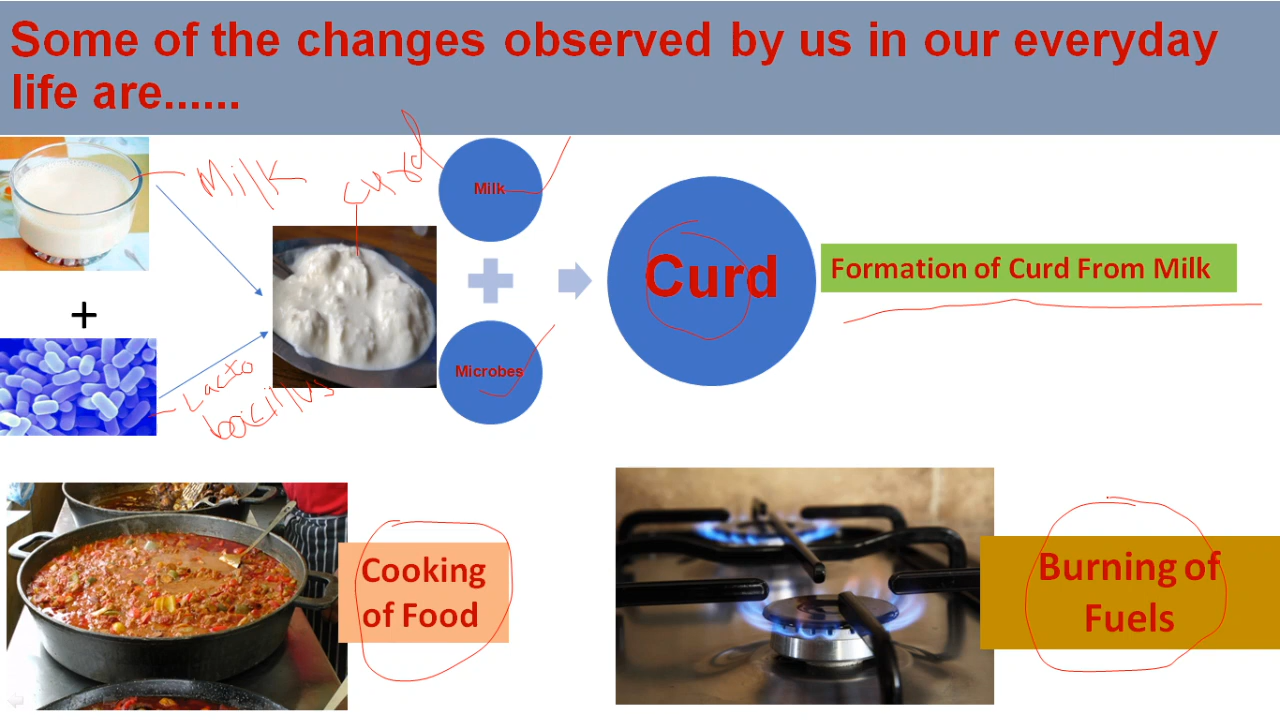 Some of the changes observed by us in our everyday
life are......
Milk
+
Lacto
bacillus
curd
Milk
Microbes
Curd
Formation of Curd From Milk
Cooking
of Food
Burning of
Fuels